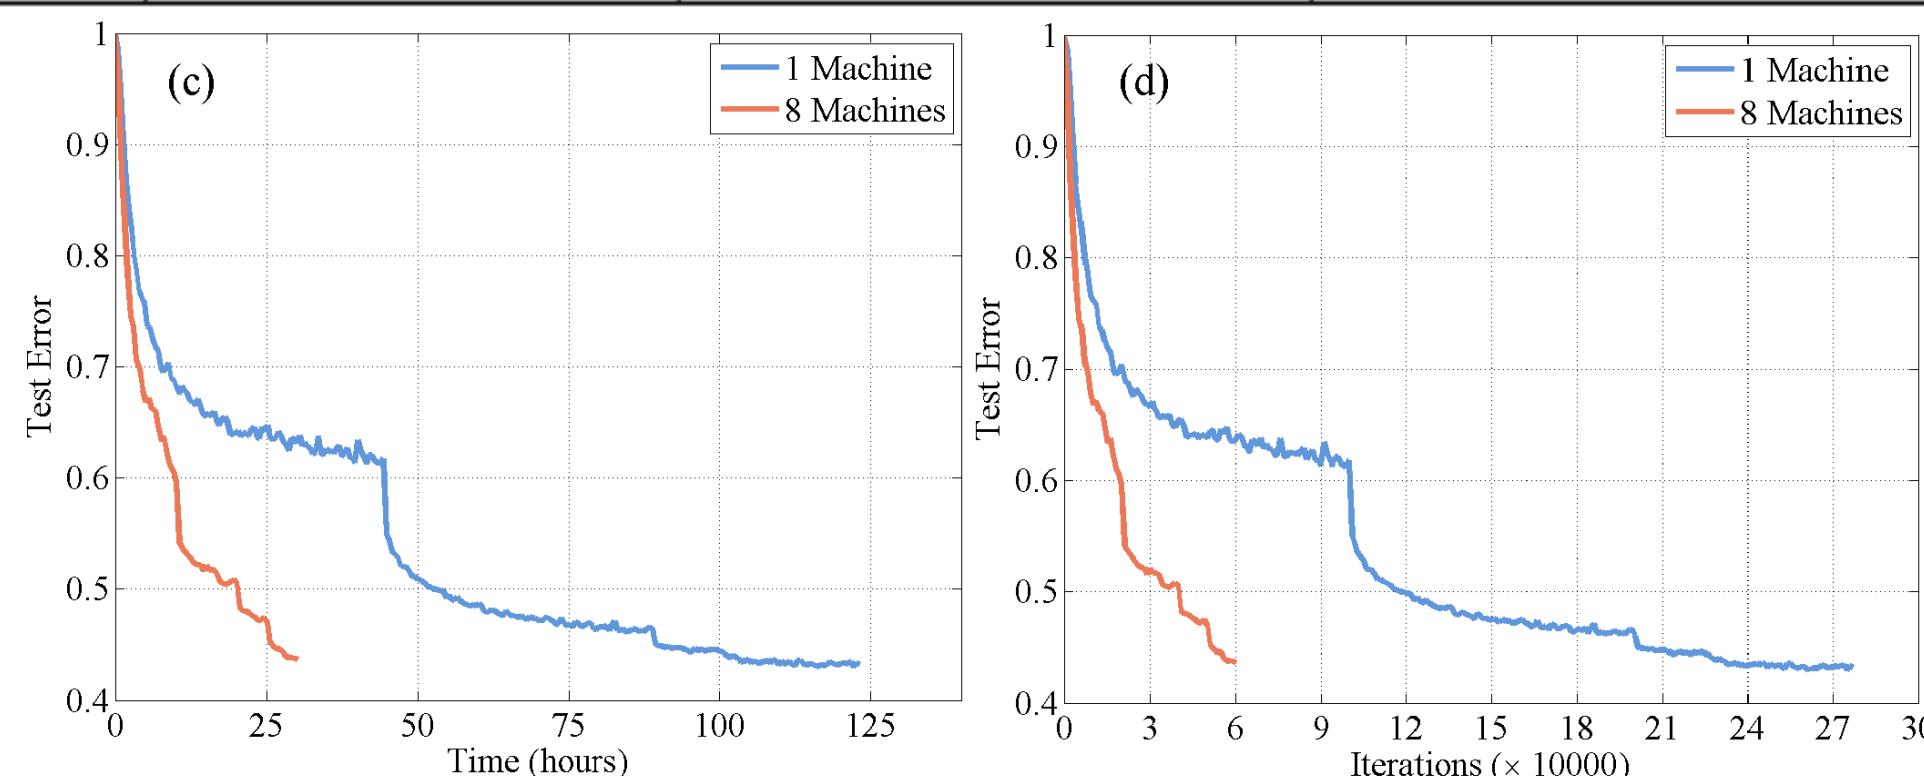 (c)
1 Machine
8 Machines
1
0.9
0.8
0.7
0.6
0.5
0.4
0 25 50 75 100 125
Test Error
Time (hours)
(d)
1 Machine
8 Machines
1
0.9
0.8
0.7
0.6
0.5
0.4
0 3 6 9 12 15 18 21 24 27 30
Test Error
Iterations (× 10000)